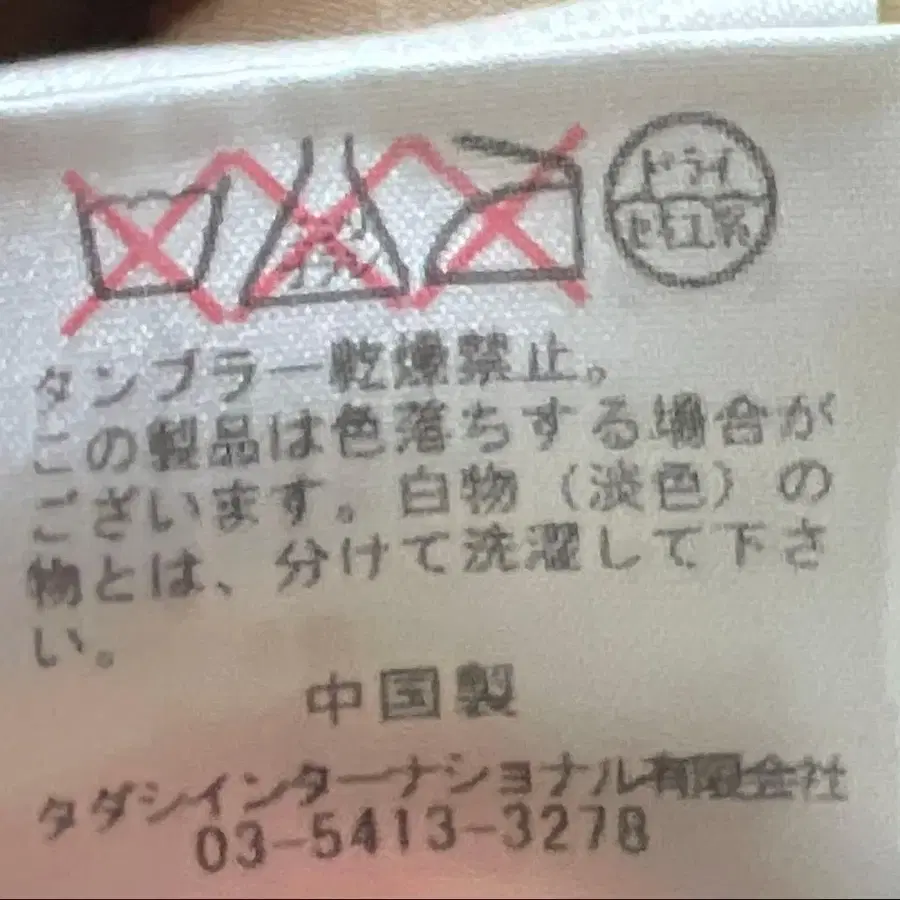 ドライ
セキユ系
タンブラー乾燥禁止。
この製品は色落ちする場合が
ございます。白物（淡色）の
物とは、分けて洗濯して下さ
い。
中国製
タダシインターナショナル有限会社
03-5413-3278